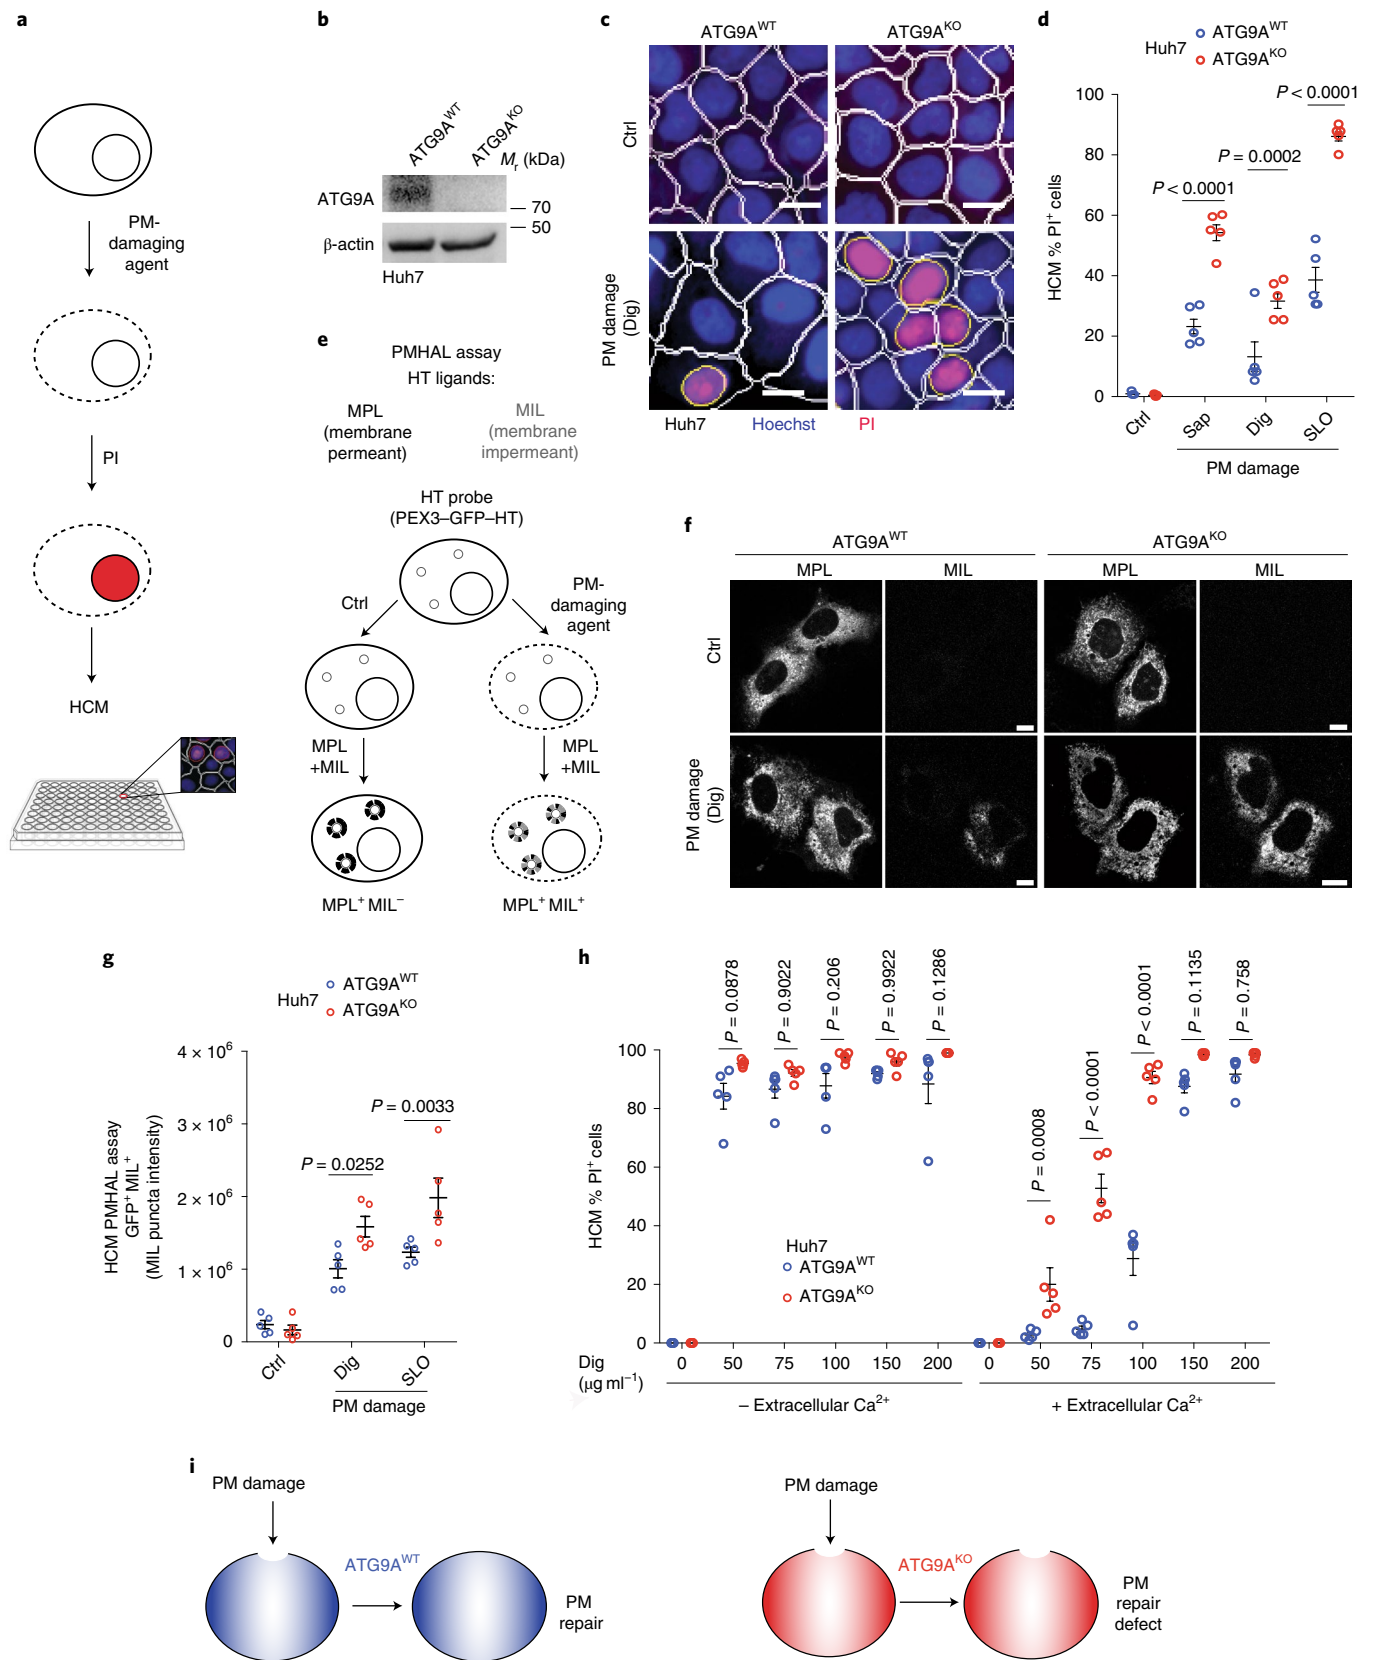 a
PM-
damaging
agent
PI
HCM
b
ATG9A^WT
ATG9A^KO
M_r (kDa)
ATG9A
70
50
β-actin
Huh7
c
ATG9A^WT
ATG9A^KO
Ctrl
PM damage
(Dig)
Huh7
Hoechst
PI
d
Huh7
ATG9A^WT
ATG9A^KO
HCM % PI⁺ cells
100
80
60
40
20
0
P < 0.0001
P = 0.0002
P < 0.0001
Ctrl
Sap
Dig
SLO
PM damage
e
PMHAL assay
HT ligands:
MPL
(membrane
permeant)
MIL
(membrane
impermeant)
HT probe
(PEX3–GFP–HT)
Ctrl
PM-
damaging
agent
MPL
+MIL
MPL
+MIL
MPL⁺ MIL⁻
MPL⁺ MIL⁺
f
ATG9A^WT
ATG9A^KO
MPL
MIL
MPL
MIL
Ctrl
PM damage
(Dig)
g
Huh7
ATG9A^WT
ATG9A^KO
HCM PMHAL assay
GFP⁺ MIL⁺
(MIL puncta intensity)
4 × 10⁶
3 × 10⁶
2 × 10⁶
1 × 10⁶
0
P = 0.0252
P = 0.0033
Ctrl
Dig
SLO
PM damage
h
HCM % PI⁺ cells
100
80
60
40
20
0
P = 0.0878
P = 0.9022
P = 0.206
P = 0.9922
P = 0.1286
P = 0.0008
P < 0.0001
P < 0.0001
P = 0.1135
P = 0.758
Huh7
ATG9A^WT
ATG9A^KO
Dig
(µg ml⁻¹)
0 50 75 100 150 200
0 50 75 100 150 200
– Extracellular Ca²⁺
+ Extracellular Ca²⁺
i
PM damage
ATG9A^WT
PM
repair
PM damage
ATG9A^KO
PM
repair
defect